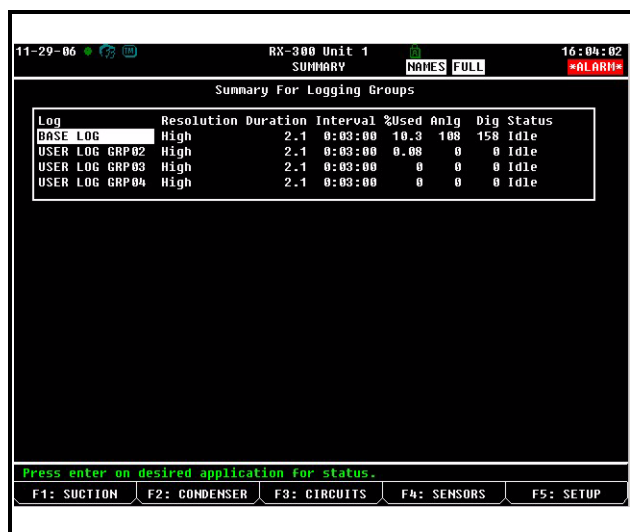 11-29-06 RX-300 Unit 1 16:04:02
SUMMARY NAMES FULL *ALARM*
Summary For Logging Groups
Log Resolution Duration Interval %Used Anlg Dig Status
BASE LOG High 2.1 0:03:00 10.3 108 158 Idle
USER LOG GRP02 High 2.1 0:03:00 0.08 0 0 Idle
USER LOG GRP03 High 2.1 0:03:00 0 0 0 Idle
USER LOG GRP04 High 2.1 0:03:00 0 0 0 Idle
Press enter on desired application for status.
F1: SUCTION F2: CONDENSER F3: CIRCUITS F4: SENSORS F5: SETUP